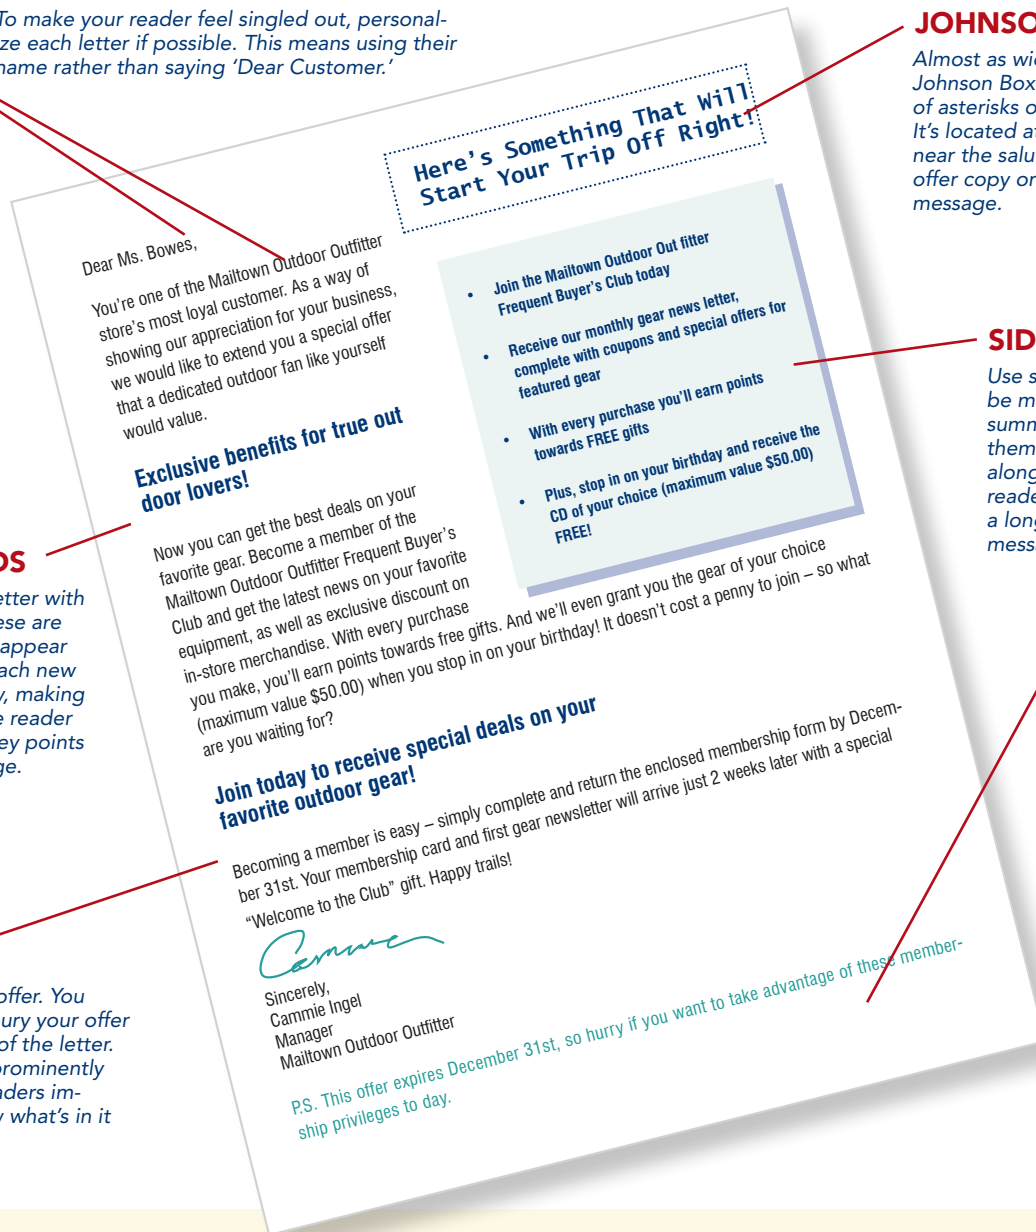 To make your reader feel singled out, personal-
ze each letter if possible. This means using their
name rather than saying ‘Dear Customer.’
JOHNSO
Almost as wi
Johnson Box
of asterisks o
It’s located a
near the salu
offer copy or
message.
Here’s Something That Will
Start Your Trip Off Right!
Dear Ms. Bowes,
You’re one of the Mailtown Outdoor Outfitter
store’s most loyal customer. As a way of
showing our appreciation for your business,
we would like to extend you a special offer
that a dedicated outdoor fan like yourself
would value.
• Join the Mailtown Outdoor Out fitter
Frequent Buyer’s Club today
• Receive our monthly gear news letter,
complete with coupons and special offers for
featured gear
• With every purchase you’ll earn points
towards FREE gifts
• Plus, stop in on your birthday and receive the
CD of your choice (maximum value $50.00)
FREE!
SID
Use s
be m
summ
them
along
reade
a long
messa
Exclusive benefits for true out
door lovers!
Now you can get the best deals on your
favorite gear. Become a member of the
Mailtown Outdoor Outfitter Frequent Buyer’s
Club and get the latest news on your favorite
equipment, as well as exclusive discount on
in-store merchandise. With every purchase
you make, you’ll earn points towards free gifts. And we’ll even grant you the gear of your choice
(maximum value $50.00) when you stop in on your birthday! It doesn’t cost a penny to join – so what
are you waiting for?
DS
etter with
ese are
appear
ach new
y, making
e reader
ey points
ge.
Join today to receive special deals on your
favorite outdoor gear!
Becoming a member is easy – simply complete and return the enclosed membership form by Decem-
ber 31st. Your membership card and first gear newsletter will arrive just 2 weeks later with a special
“Welcome to the Club” gift. Happy trails!
Sincerely,
Cammie Ingel
Manager
Mailtown Outdoor Outfitter
offer. You
ury your offer
of the letter.
prominently
aders im-
y what’s in it
P.S. This offer expires December 31st, so hurry if you want to take advantage of these member-
ship privileges to day.